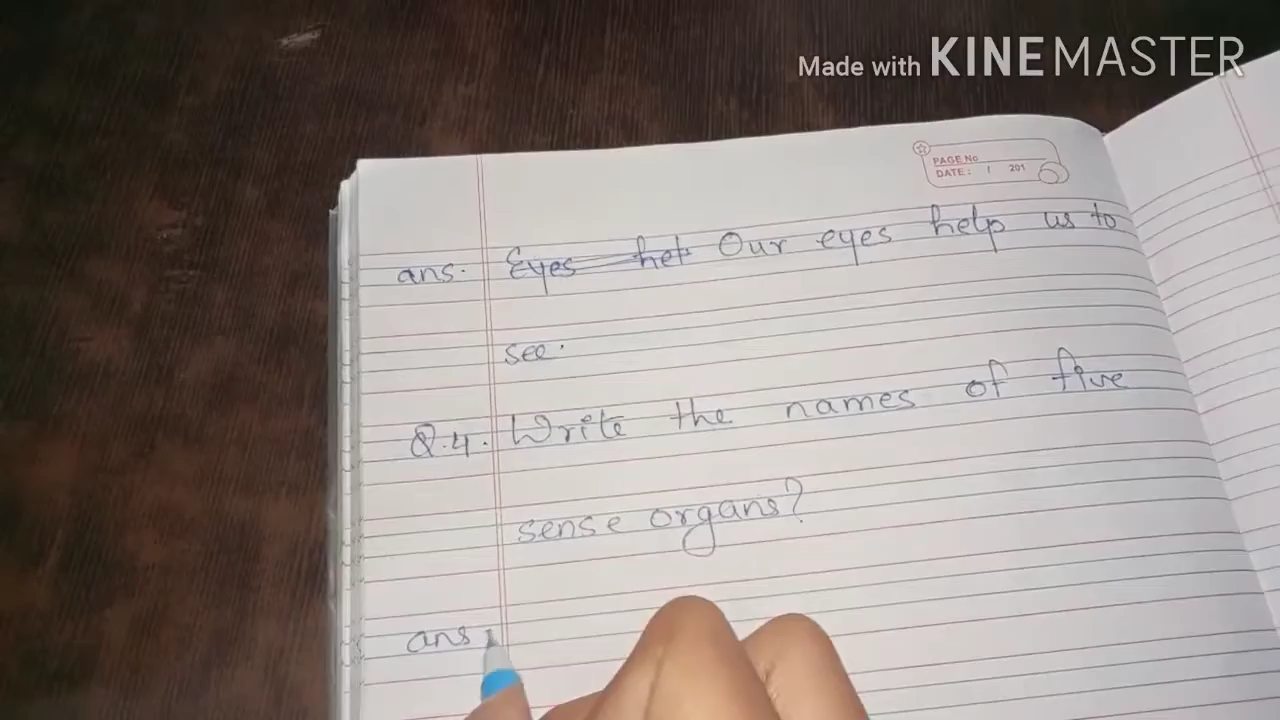 Made with KINEMASTER
PAGE No
DATE : / 201
ans. Eyes hel Our eyes help us to
see.
Q.4. Write the names of five
sense organs?
ans